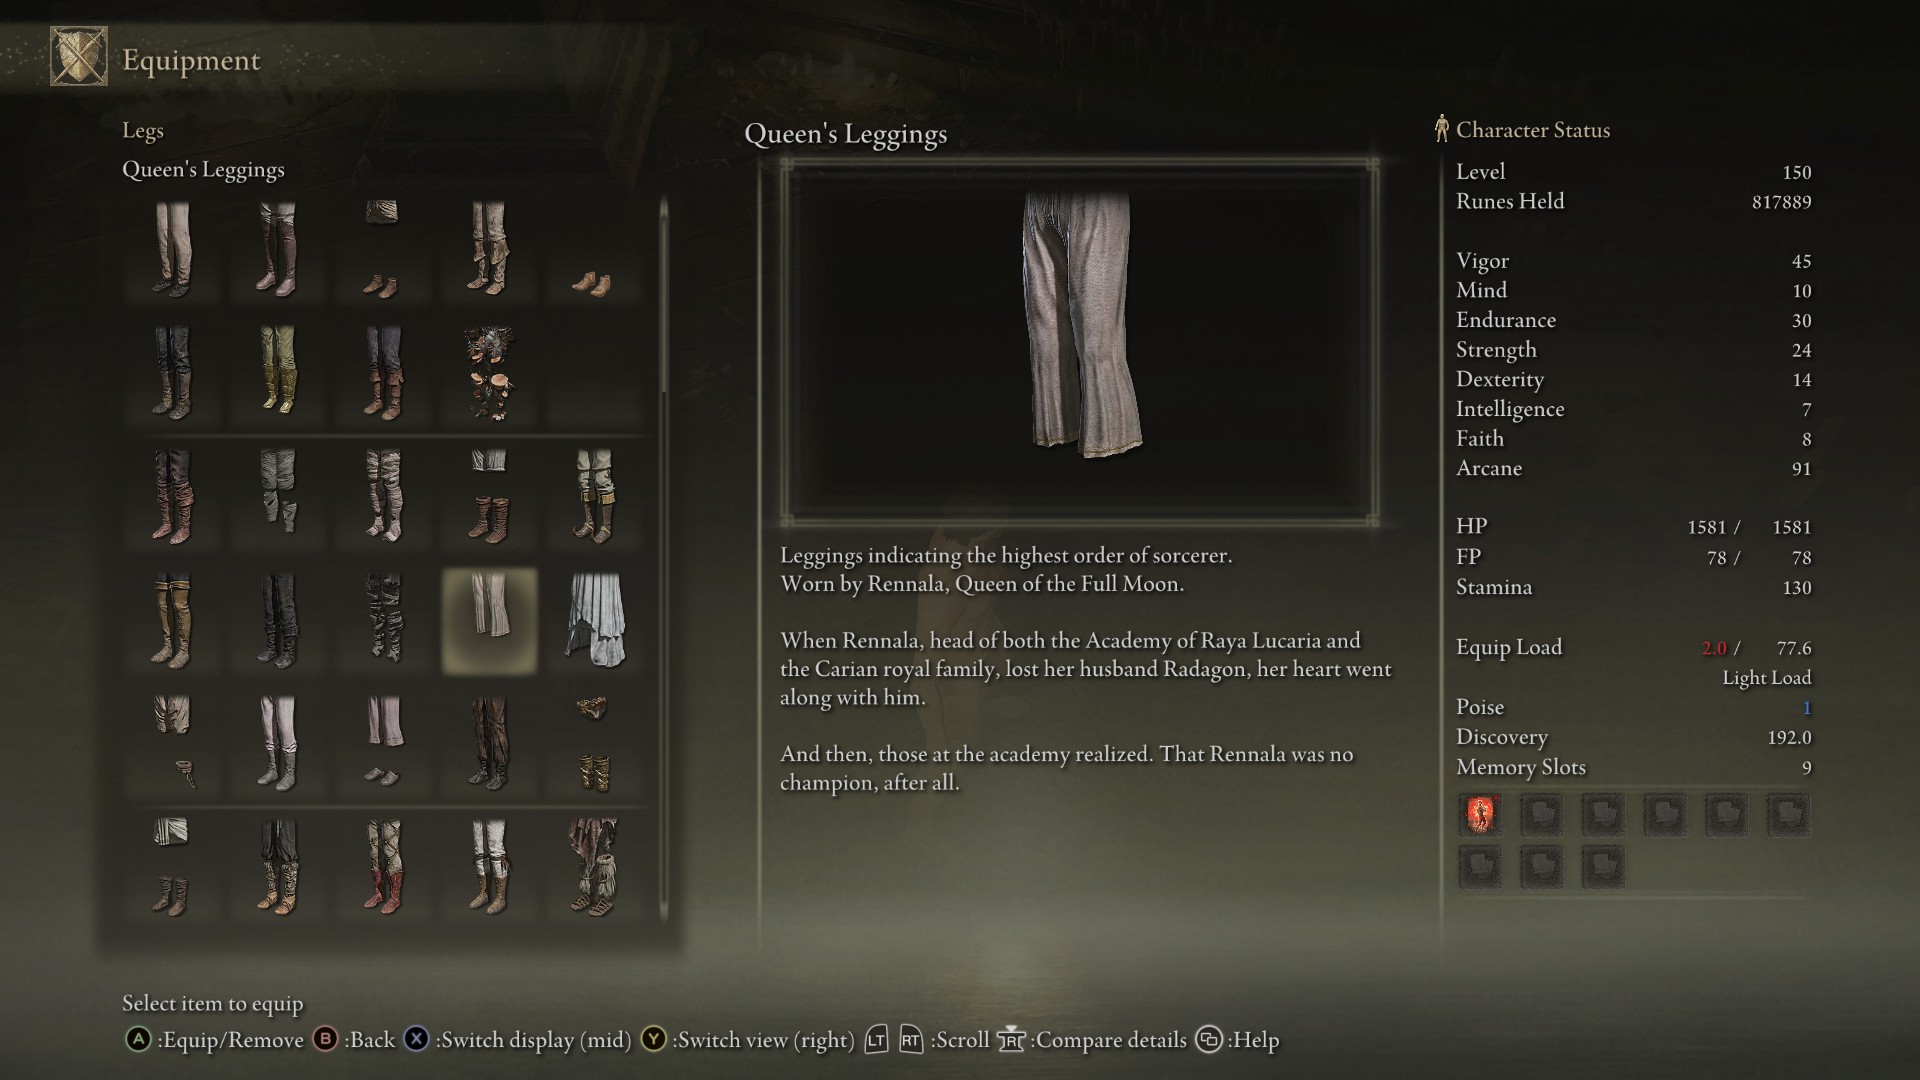 Equipment
Legs
Queen's Leggings
Queen's Leggings
Leggings indicating the highest order of sorcerer.
Worn by Rennala, Queen of the Full Moon.
When Rennala, head of both the Academy of Raya Lucaria and
the Carian royal family, lost her husband Radagon, her heart went
along with him.
And then, those at the academy realized. That Rennala was no
champion, after all.
Character Status
Level 150
Runes Held 817889
Vigor 45
Mind 10
Endurance 30
Strength 24
Dexterity 14
Intelligence 7
Faith 8
Arcane 91
HP 1581 / 1581
FP 78 / 78
Stamina 130
Equip Load 2.0 / 77.6
Light Load
Poise 1
Discovery 192.0
Memory Slots 9
Select item to equip
A :Equip/Remove B :Back X :Switch display (mid) Y :Switch view (right) LT RT :Scroll R :Compare details :Help